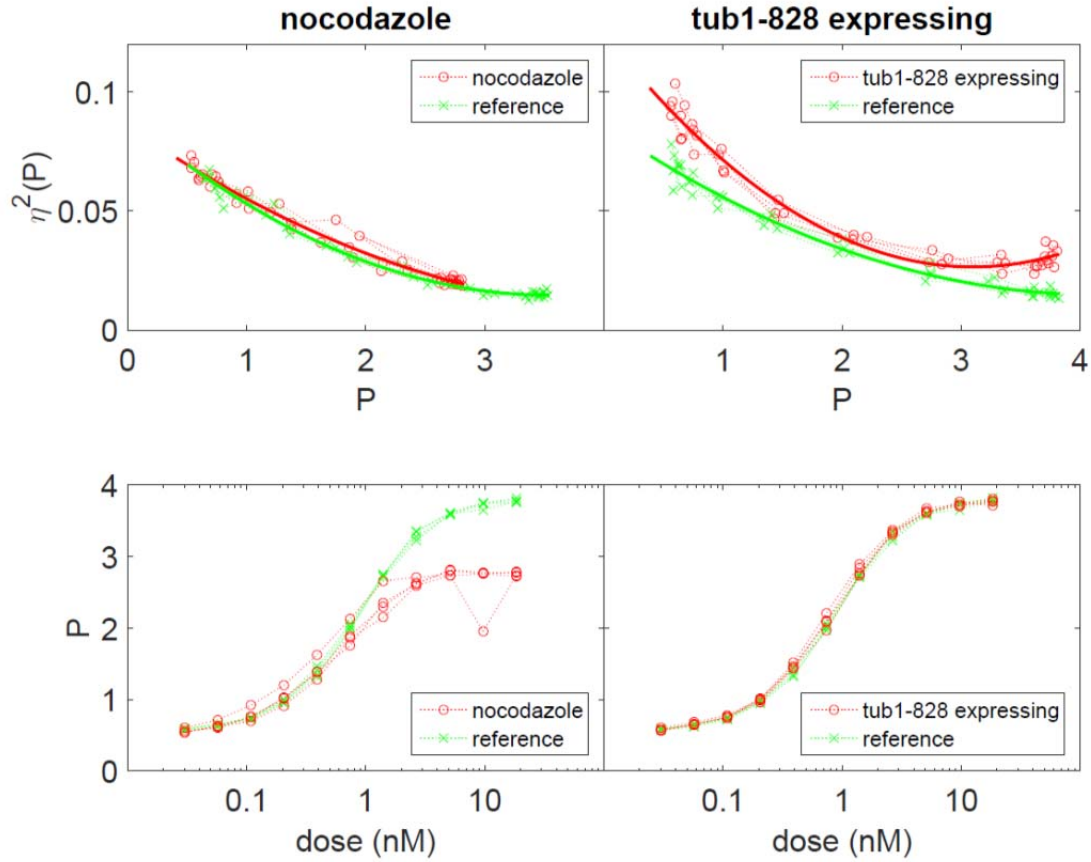 nocodazole tub1-828 expressing
0.1
0.05
0
η²(P)
nocodazole
reference
tub1-828 expressing
reference
0 1 2 3 1 2 3 4
P P
4
3
2
1
0
P
nocodazole
reference
tub1-828 expressing
reference
0.1 1 10 0.1 1 10
dose (nM) dose (nM)